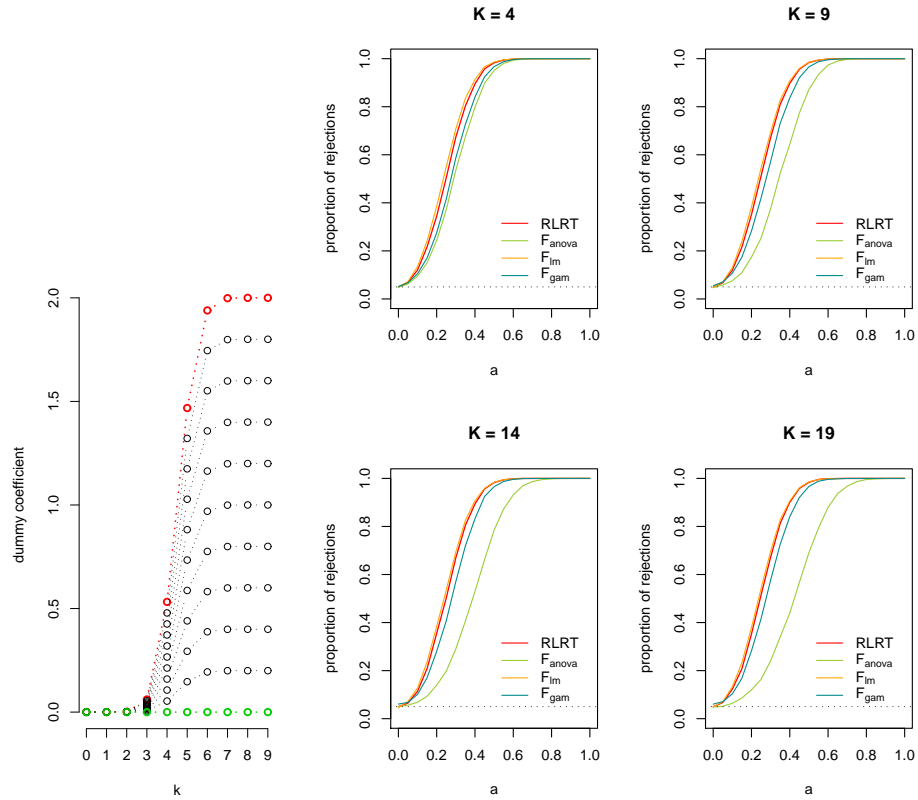 dummy coefficient
0.0 0.5 1.0 1.5 2.0
0 1 2 3 4 5 6 7 8 9
k
K = 4
proportion of rejections
0.0 0.2 0.4 0.6 0.8 1.0
RLRT
Fanova
Flm
Fgam
0.0 0.2 0.4 0.6 0.8 1.0
a
K = 9
proportion of rejections
0.0 0.2 0.4 0.6 0.8 1.0
RLRT
Fanova
Flm
Fgam
0.0 0.2 0.4 0.6 0.8 1.0
a
K = 14
proportion of rejections
0.0 0.2 0.4 0.6 0.8 1.0
RLRT
Fanova
Flm
Fgam
0.0 0.2 0.4 0.6 0.8 1.0
a
K = 19
proportion of rejections
0.0 0.2 0.4 0.6 0.8 1.0
RLRT
Fanova
Flm
Fgam
0.0 0.2 0.4 0.6 0.8 1.0
a